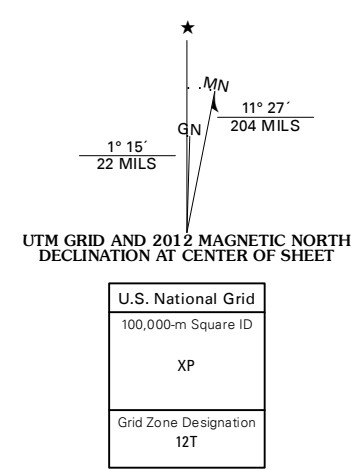 ★
MN
GN
11° 27´
204 MILS
1° 15´
22 MILS
UTM GRID AND 2012 MAGNETIC NORTH
DECLINATION AT CENTER OF SHEET
U.S. National Grid
100,000-m Square ID
XP
Grid Zone Designation
12T